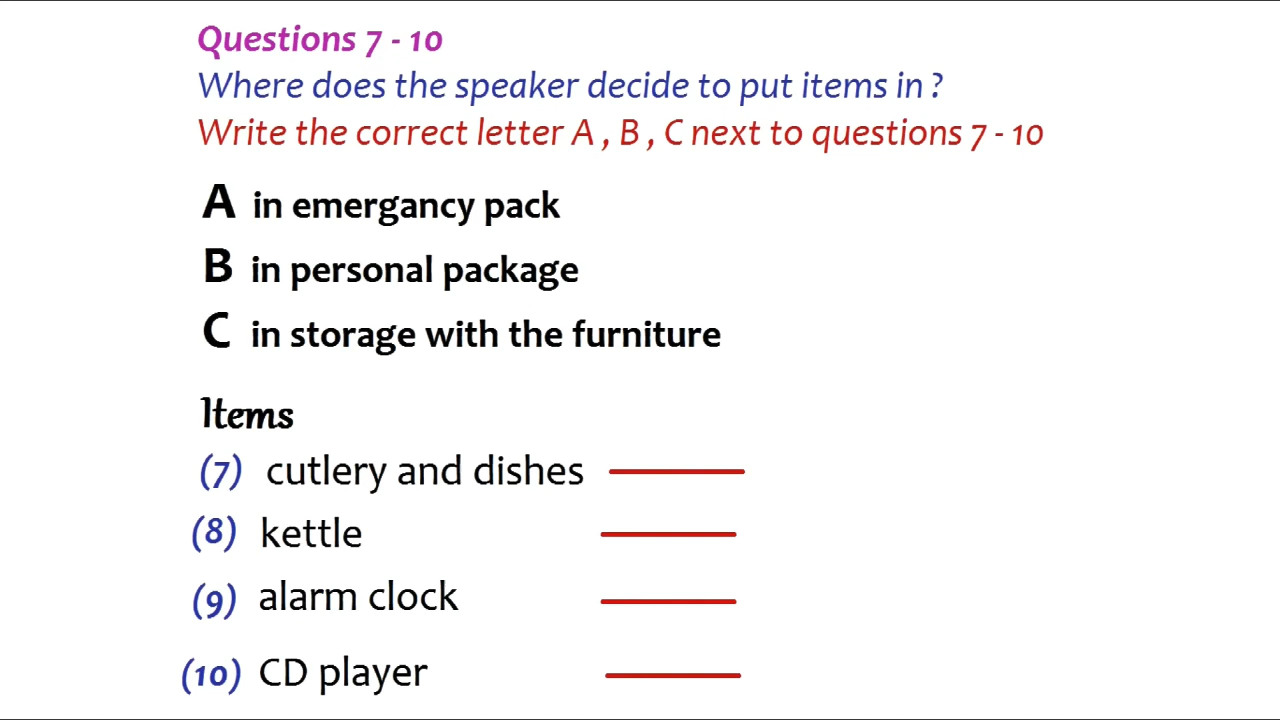 Questions 7 - 10
Where does the speaker decide to put items in ?
Write the correct letter A , B , C next to questions 7 - 10
A in emergancy pack
B in personal package
C in storage with the furniture
Items
(7) cutlery and dishes
(8) kettle
(9) alarm clock
(10) CD player